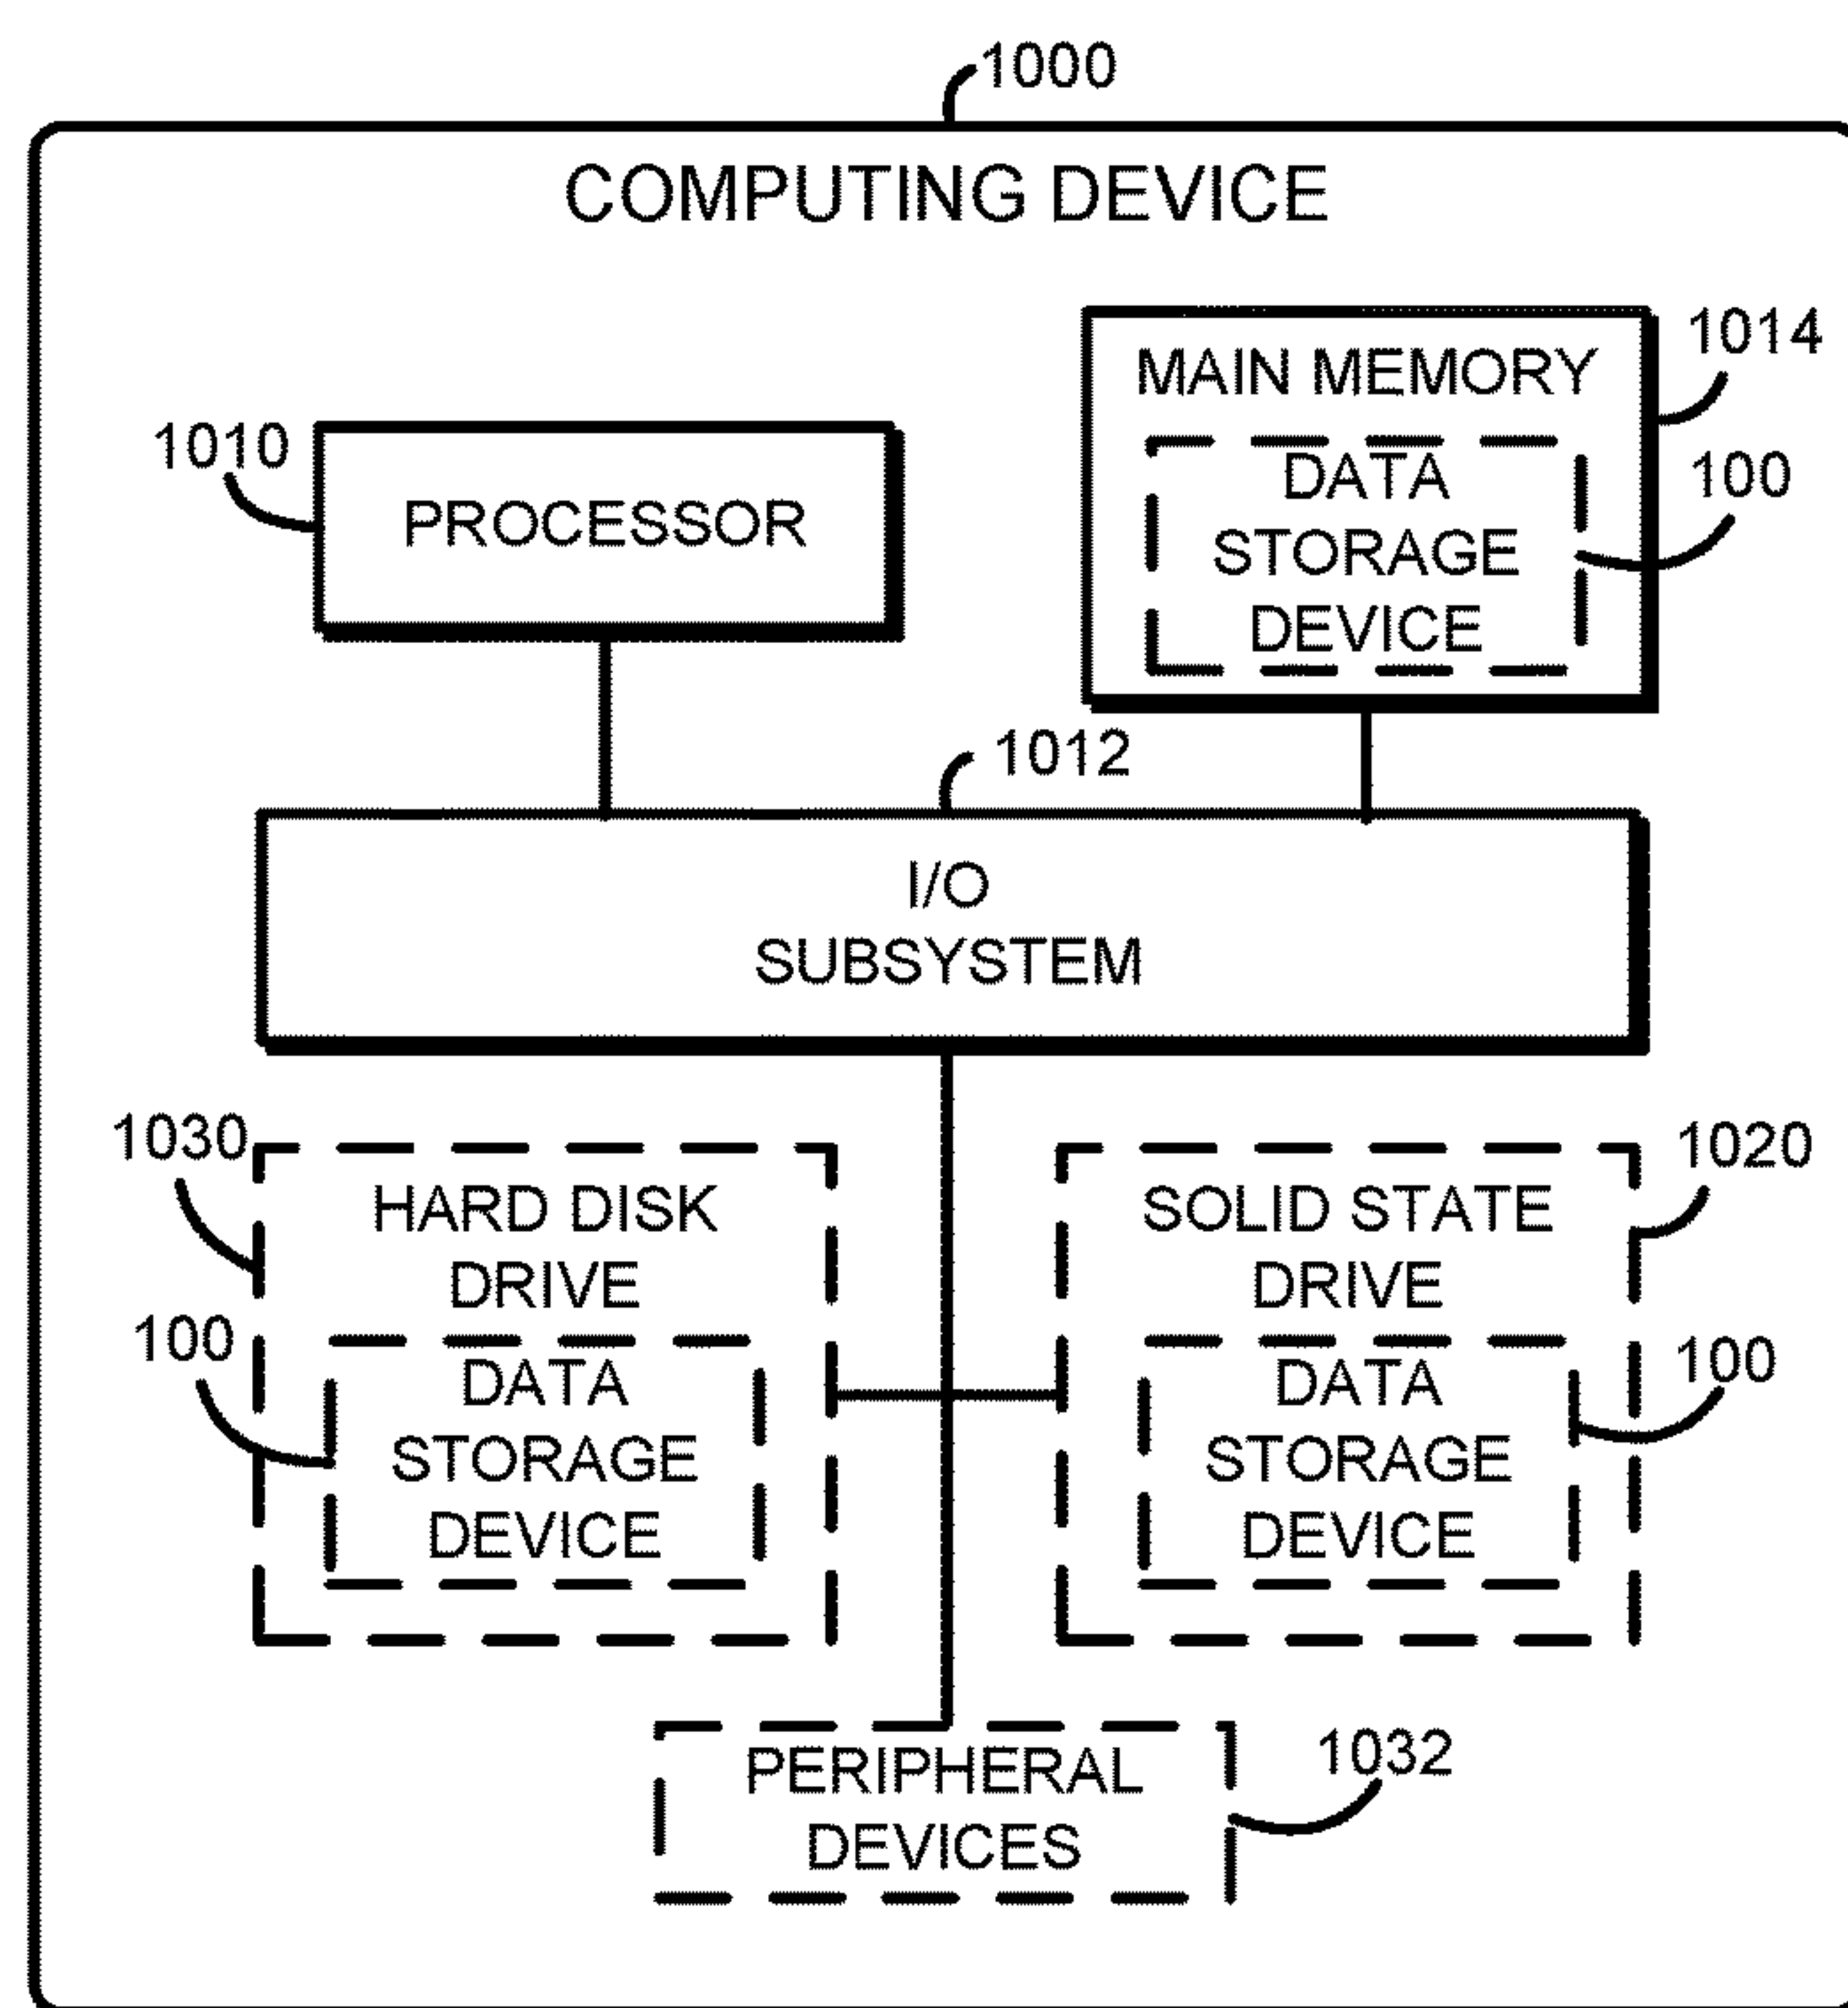 1000
COMPUTING DEVICE
1014
MAIN MEMORY
100
DATA
STORAGE
DEVICE
1010
PROCESSOR
1012
I/O
SUBSYSTEM
1030
HARD DISK
DRIVE
100
DATA
STORAGE
DEVICE
1020
SOLID STATE
DRIVE
100
DATA
STORAGE
DEVICE
PERIPHERAL
DEVICES
1032